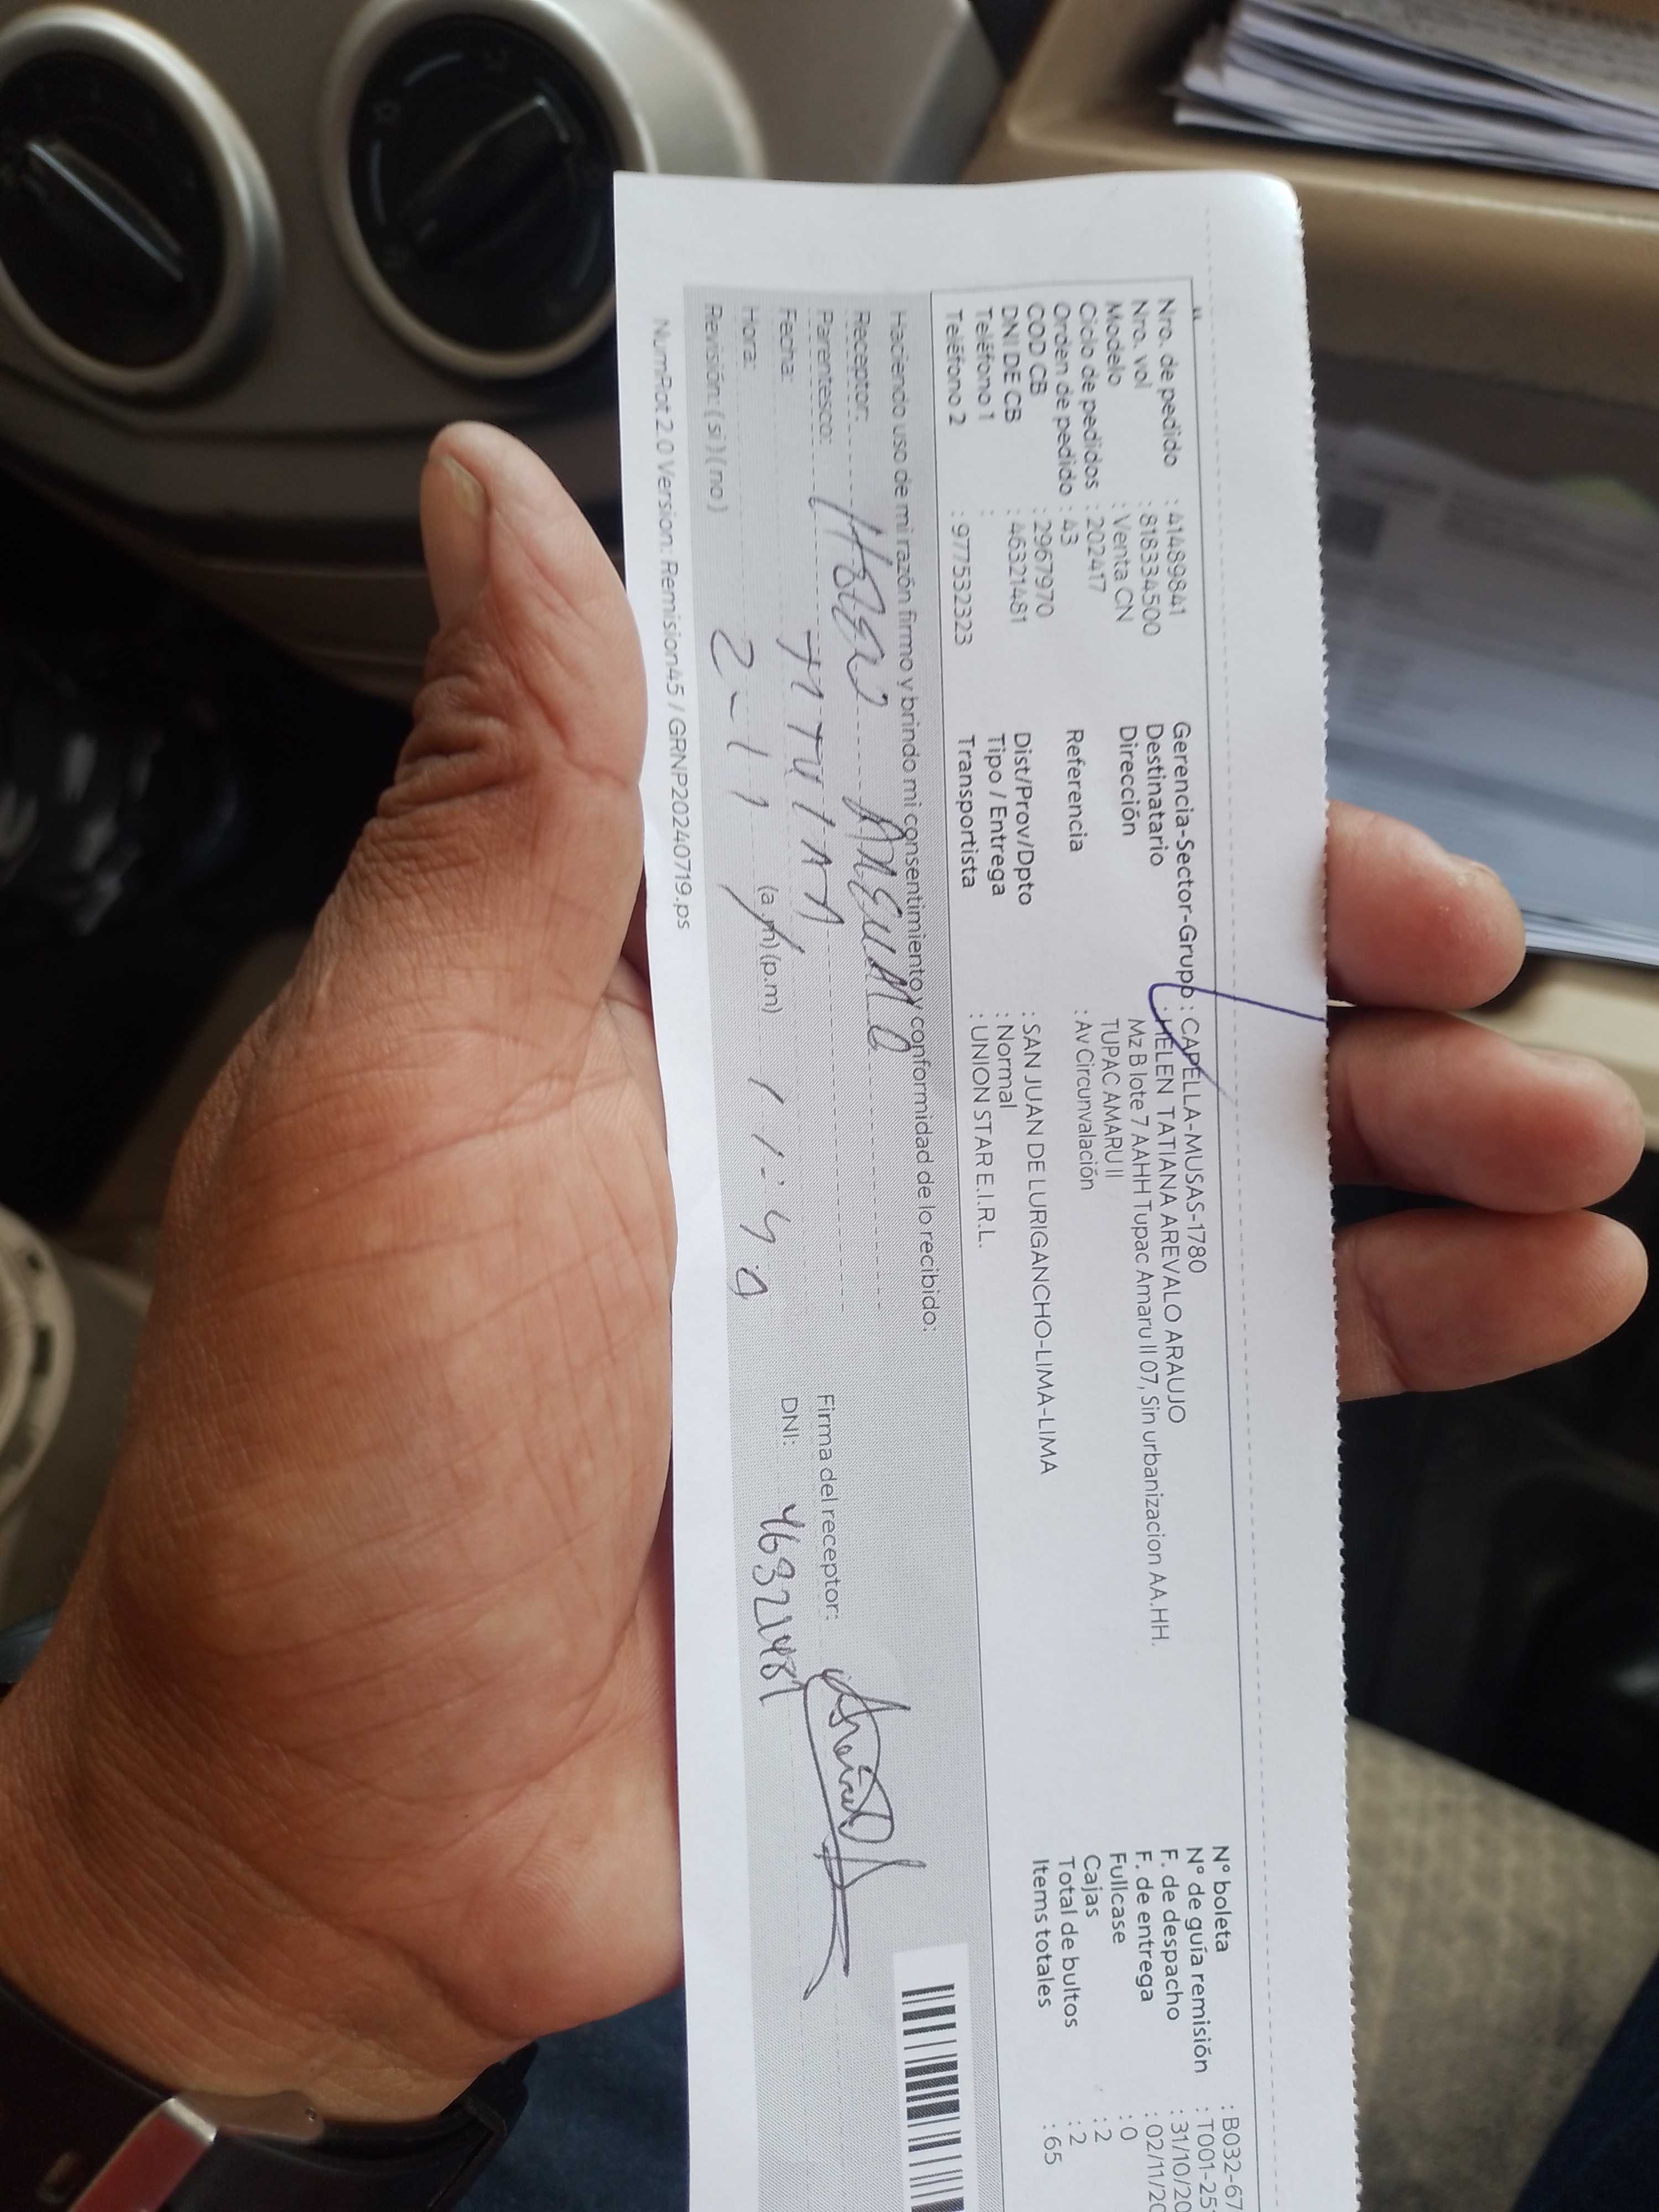 Nro. de pedido : 41489841
Nro. vol : 818334500
Modelo : Venta CN
Ciclo de pedidos : 202417
Orden de pedido : 43
COD CB : 2967970
DNI DE CB : 46321481
Teléfono 1 :
Teléfono 2 : 977532323
Gerencia-Sector-Grupo : CAPELLA-MUSAS-1780
Destinatario : HELEN TATIANA AREVALO ARAUJO
Dirección Mz B lote 7 AAHH Tupac Amaru II 07, Sin urbanizacion AA.HH.
TUPAC AMARU II
Referencia : Av Circunvalación
Dist/Prov/Dpto : SAN JUAN DE LURIGANCHO-LIMA-LIMA
Tipo / Entrega : Normal
Transportista : UNION STAR E.I.R.L.
N° boleta : B032-67
N° de guía remisión : T001-25
F. de despacho : 31/10/20
F. de entrega : 02/11/20
Fullcase : 0
Cajas : 2
Total de bultos : 2
Items totales : 65
Haciendo uso de mi razón firmo y brindo mi consentimiento y conformidad de lo recibido:
Receptor:
Parentesco: TITULAR
Fecha: 2-11
Hora: (a.m) (p.m) 11:40
Revisión: ( si ) ( no )
Firma del receptor:
DNI: 46321481
NumRot 2.0 Version: Remision45 / GRNP20240719.ps